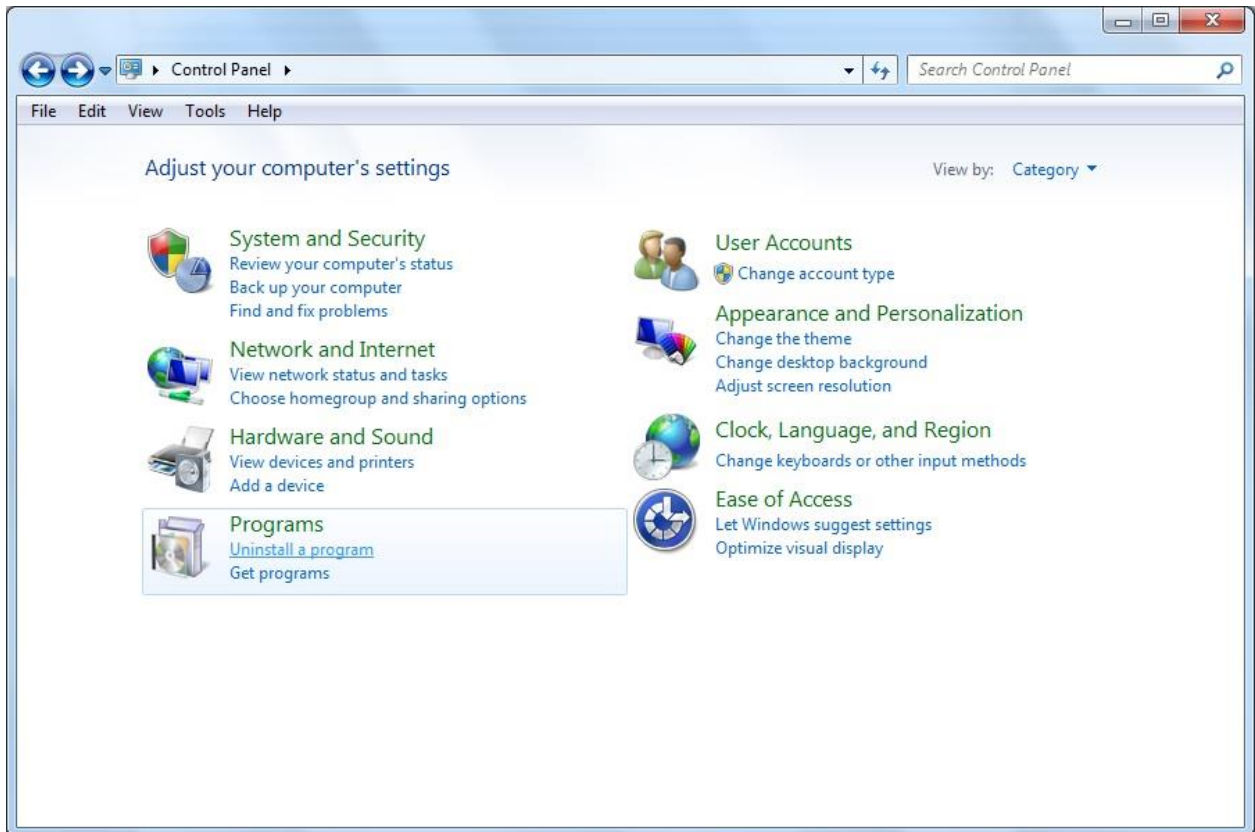 Control Panel
Search Control Panel
File Edit View Tools Help
Adjust your computer's settings
View by: Category
System and Security
Review your computer's status
Back up your computer
Find and fix problems
Network and Internet
View network status and tasks
Choose homegroup and sharing options
Hardware and Sound
View devices and printers
Add a device
Programs
Uninstall a program
Get programs
User Accounts
Change account type
Appearance and Personalization
Change the theme
Change desktop background
Adjust screen resolution
Clock, Language, and Region
Change keyboards or other input methods
Ease of Access
Let Windows suggest settings
Optimize visual display